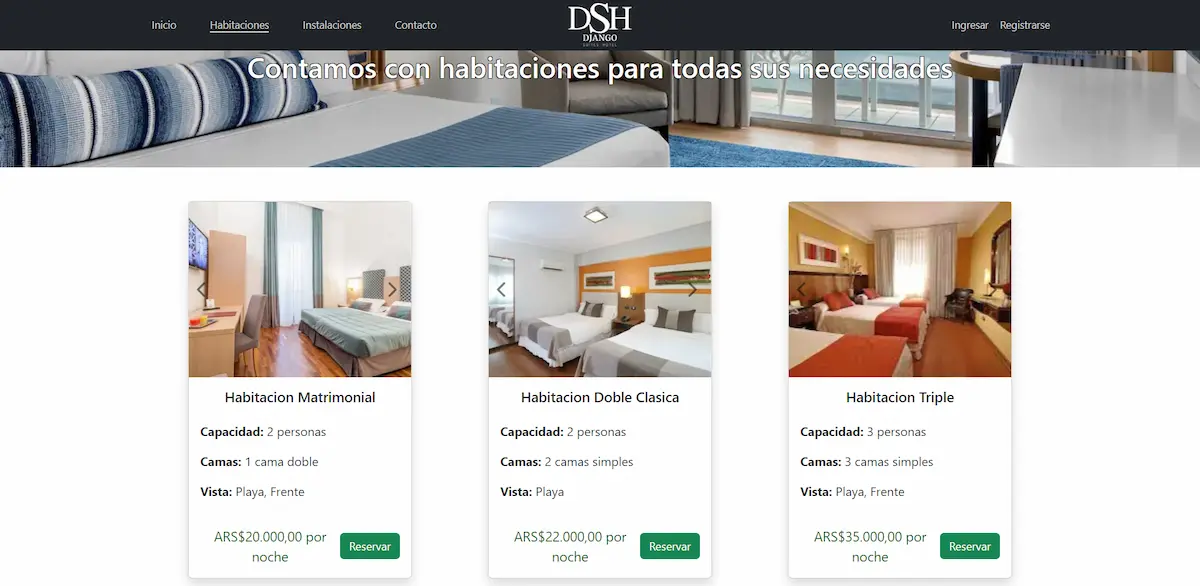 Inicio
Habitaciones
Instalaciones
Contacto
DSH
DJANGO
SUITES HOTEL
Ingresar
Registrarse
Contamos con habitaciones para todas sus necesidades
Habitacion Matrimonial
Capacidad: 2 personas
Camas: 1 cama doble
Vista: Playa, Frente
ARS$20.000,00 por
noche
Reservar
Habitacion Doble Clasica
Capacidad: 2 personas
Camas: 2 camas simples
Vista: Playa
ARS$22.000,00 por
noche
Reservar
Habitacion Triple
Capacidad: 3 personas
Camas: 3 camas simples
Vista: Playa, Frente
ARS$35.000,00 por
noche
Reservar